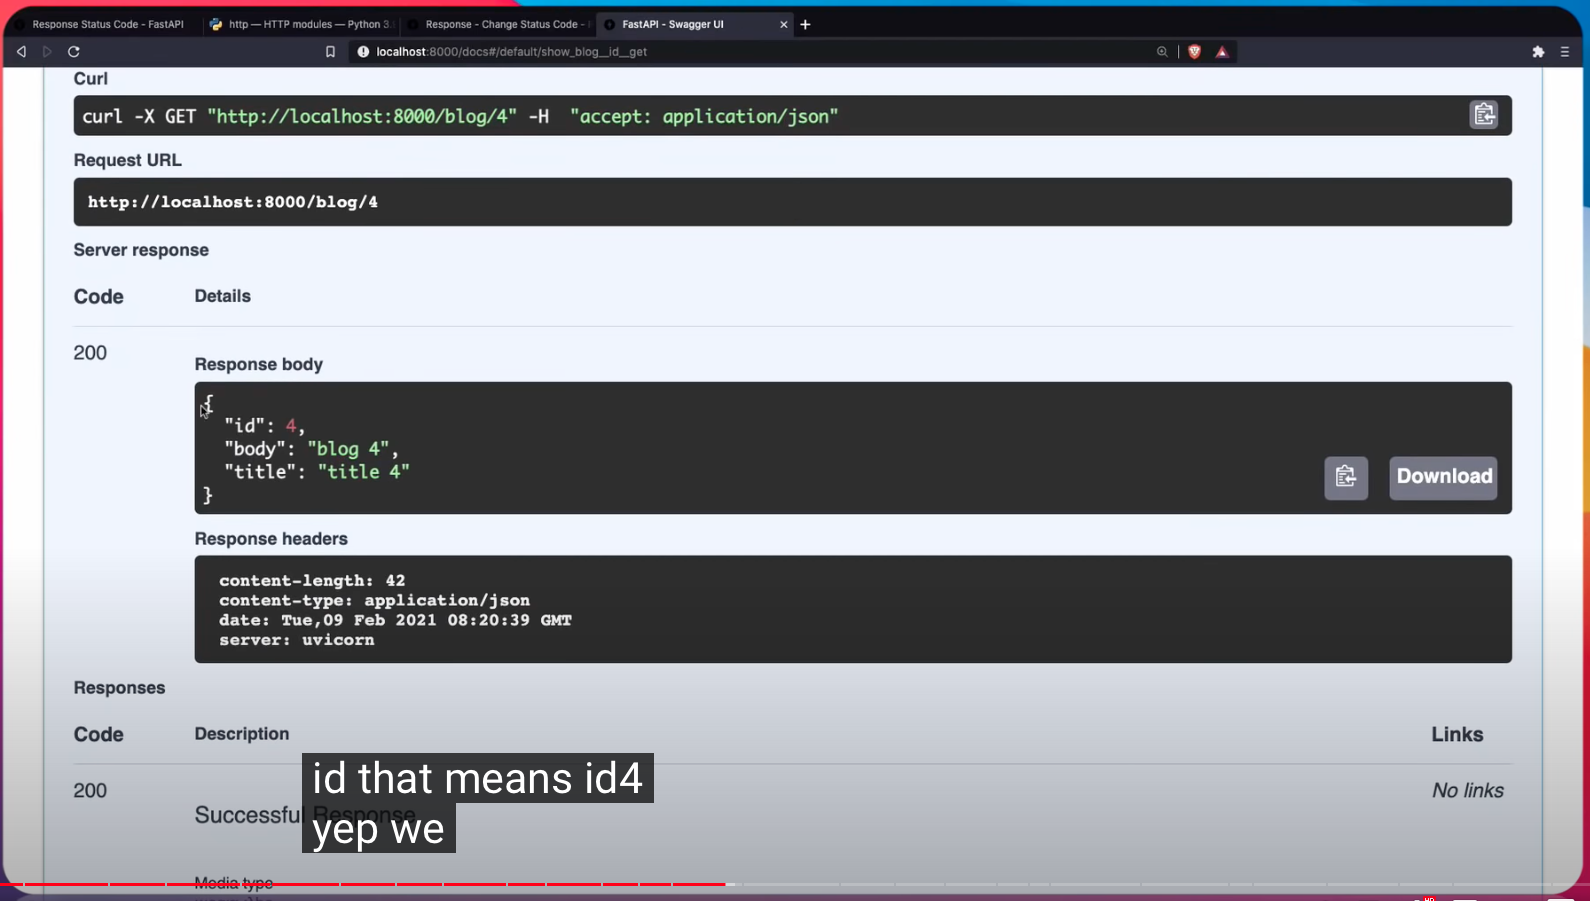 Response Status Code - FastAPI
http — HTTP modules — Python 3.
Response - Change Status Code -
FastAPI - Swagger UI
localhost:8000/docs#/default/show_blog__id__get
Curl
curl -X GET "http://localhost:8000/blog/4" -H  "accept: application/json"
Request URL
http://localhost:8000/blog/4
Server response
Code Details
200
Response body
{
"id": 4,
"body": "blog 4",
"title": "title 4"
}
Download
Response headers
content-length: 42
content-type: application/json
date: Tue,09 Feb 2021 08:20:39 GMT
server: uvicorn
Responses
Code Description Links
200 No links
Successful Response
id that means id4
yep we
Media type
HD